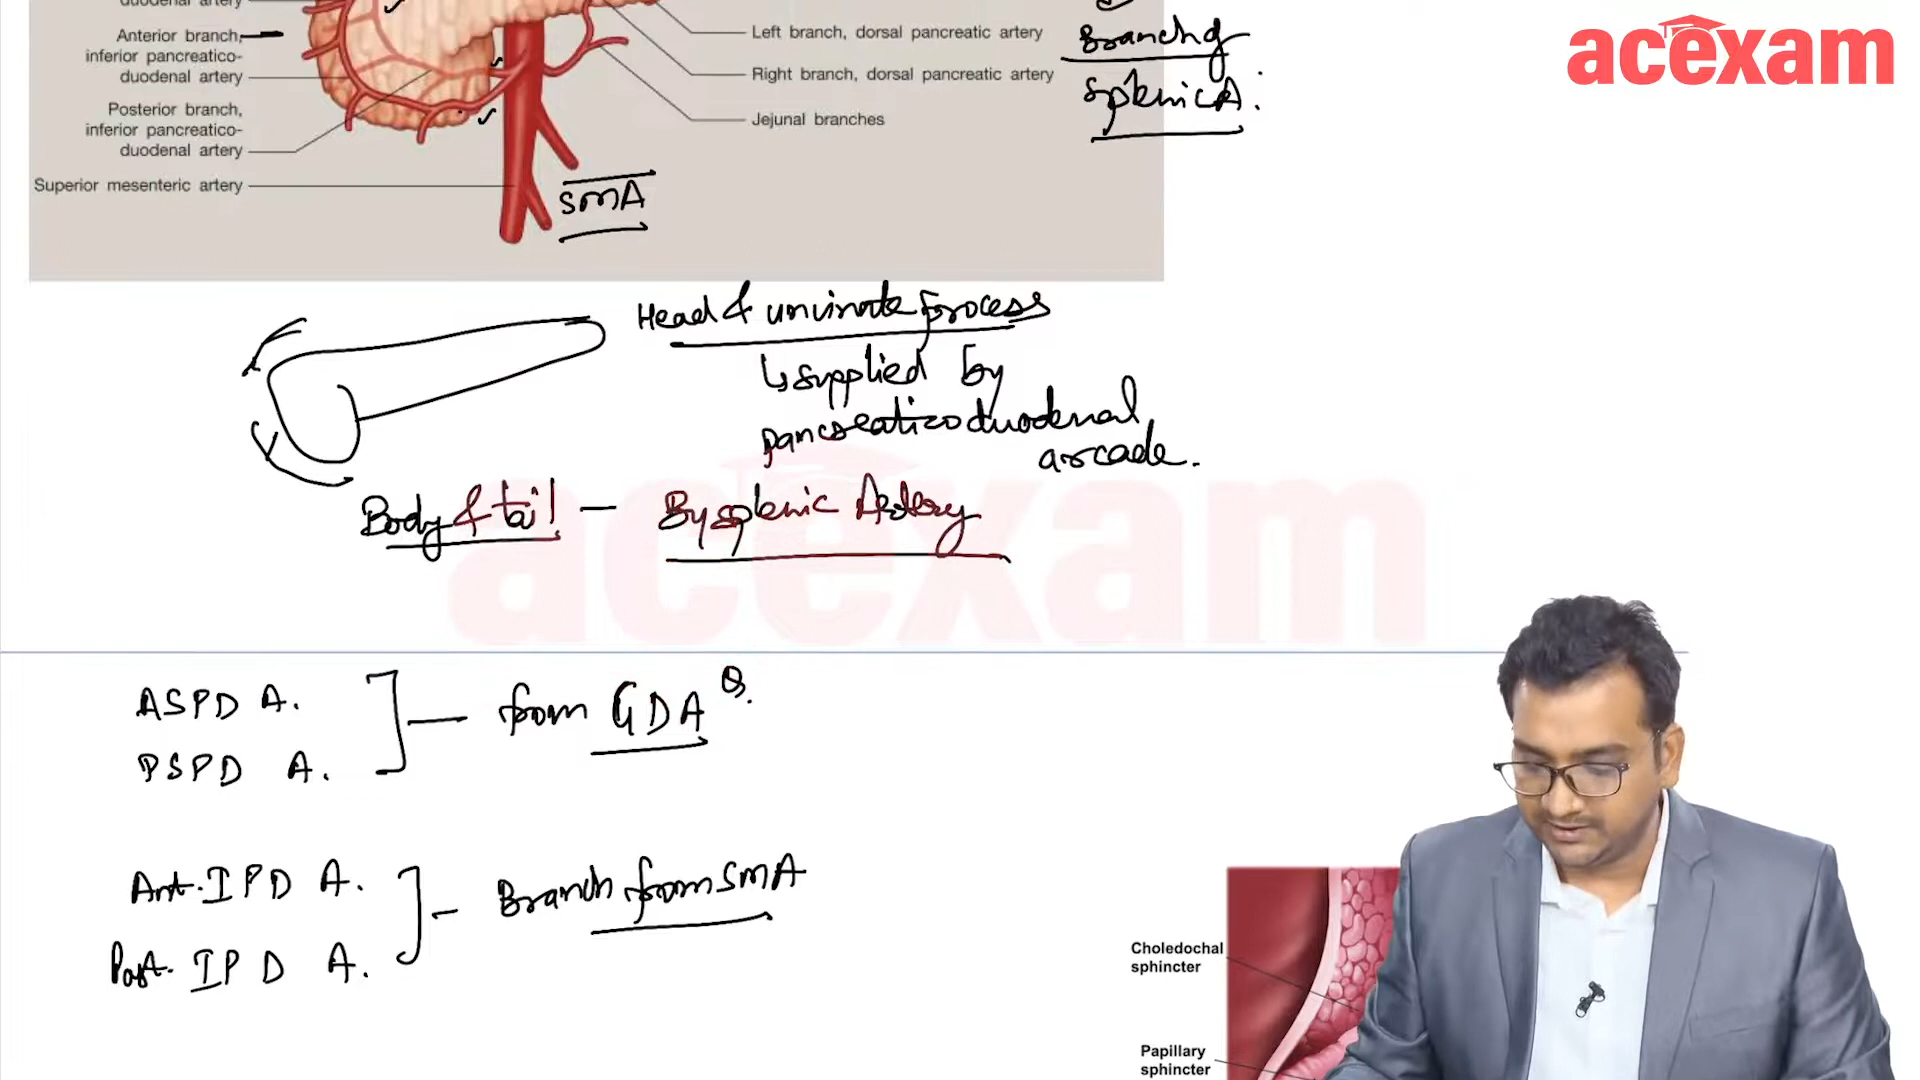 duodenal artery
Anterior branch,
inferior pancreatico-
duodenal artery
Posterior branch,
inferior pancreatico-
duodenal artery
Superior mesenteric artery
Left branch, dorsal pancreatic artery
Right branch, dorsal pancreatic artery
Jejunal branches
Branch of
Splenic A.
acexam
SMA
Head & uncinate process
↳ supplied by
pancreaticoduodenal
arcade.
Body & tail — By splenic Artery
acexam
ASPD A.
PSPD A.
— from GDA Q.
Ant. IPD A.
Post. IPD A.
— Branch from SMA
Choledochal
sphincter
Papillary
sphincter